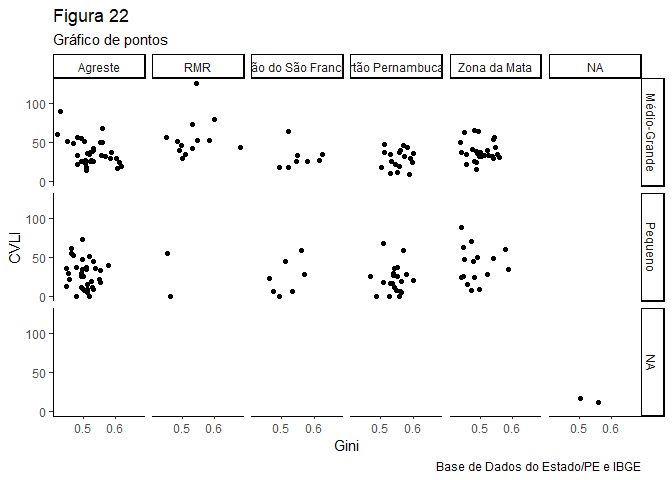 Figura 22
Gráfico de pontos
Agreste RMR ão do São Franc rtão Pernambuca Zona da Mata NA
Médio-Grande
100
50
0
Pequeno
100
50
0
NA
100
50
0
CVLI
0.5 0.6 0.5 0.6 0.5 0.6 0.5 0.6 0.5 0.6 0.5 0.6
Gini
Base de Dados do Estado/PE e IBGE